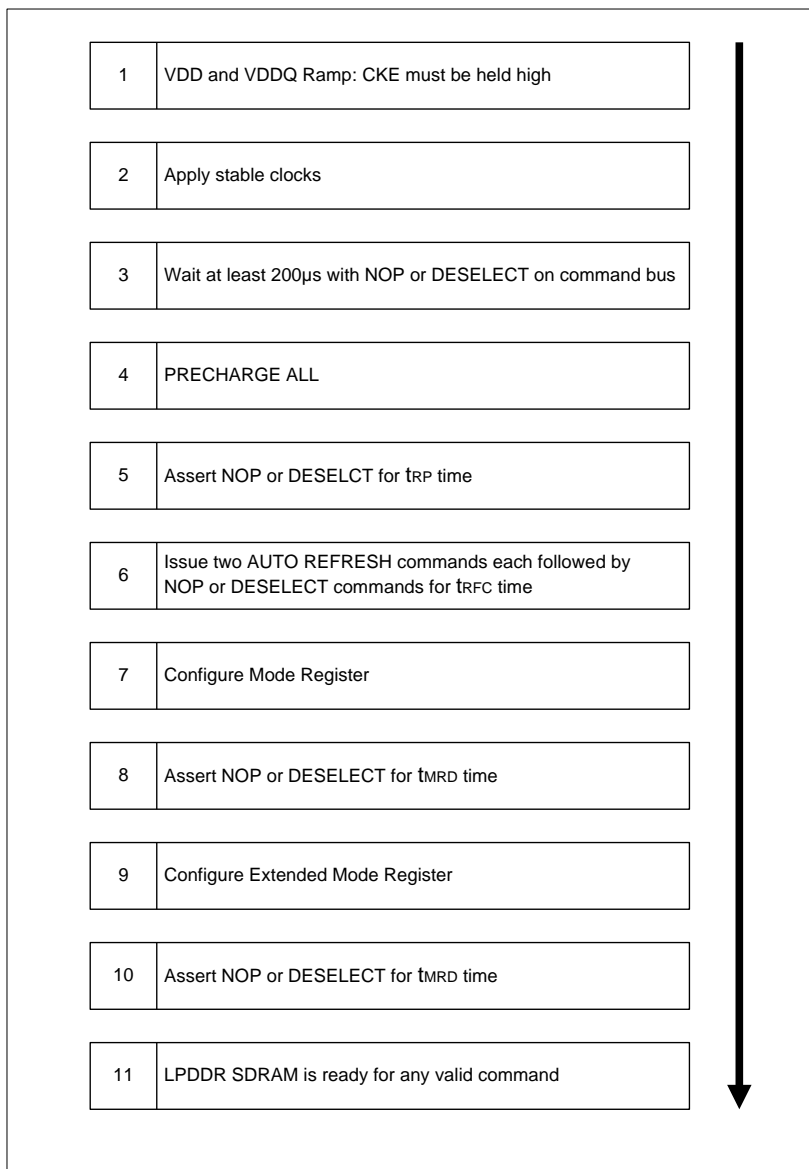 1 VDD and VDDQ Ramp: CKE must be held high
2 Apply stable clocks
3 Wait at least 200µs with NOP or DESELECT on command bus
4 PRECHARGE ALL
5 Assert NOP or DESELCT for tRP time
6 Issue two AUTO REFRESH commands each followed by
NOP or DESELECT commands for tRFC time
7 Configure Mode Register
8 Assert NOP or DESELECT for tMRD time
9 Configure Extended Mode Register
10 Assert NOP or DESELECT for tMRD time
11 LPDDR SDRAM is ready for any valid command